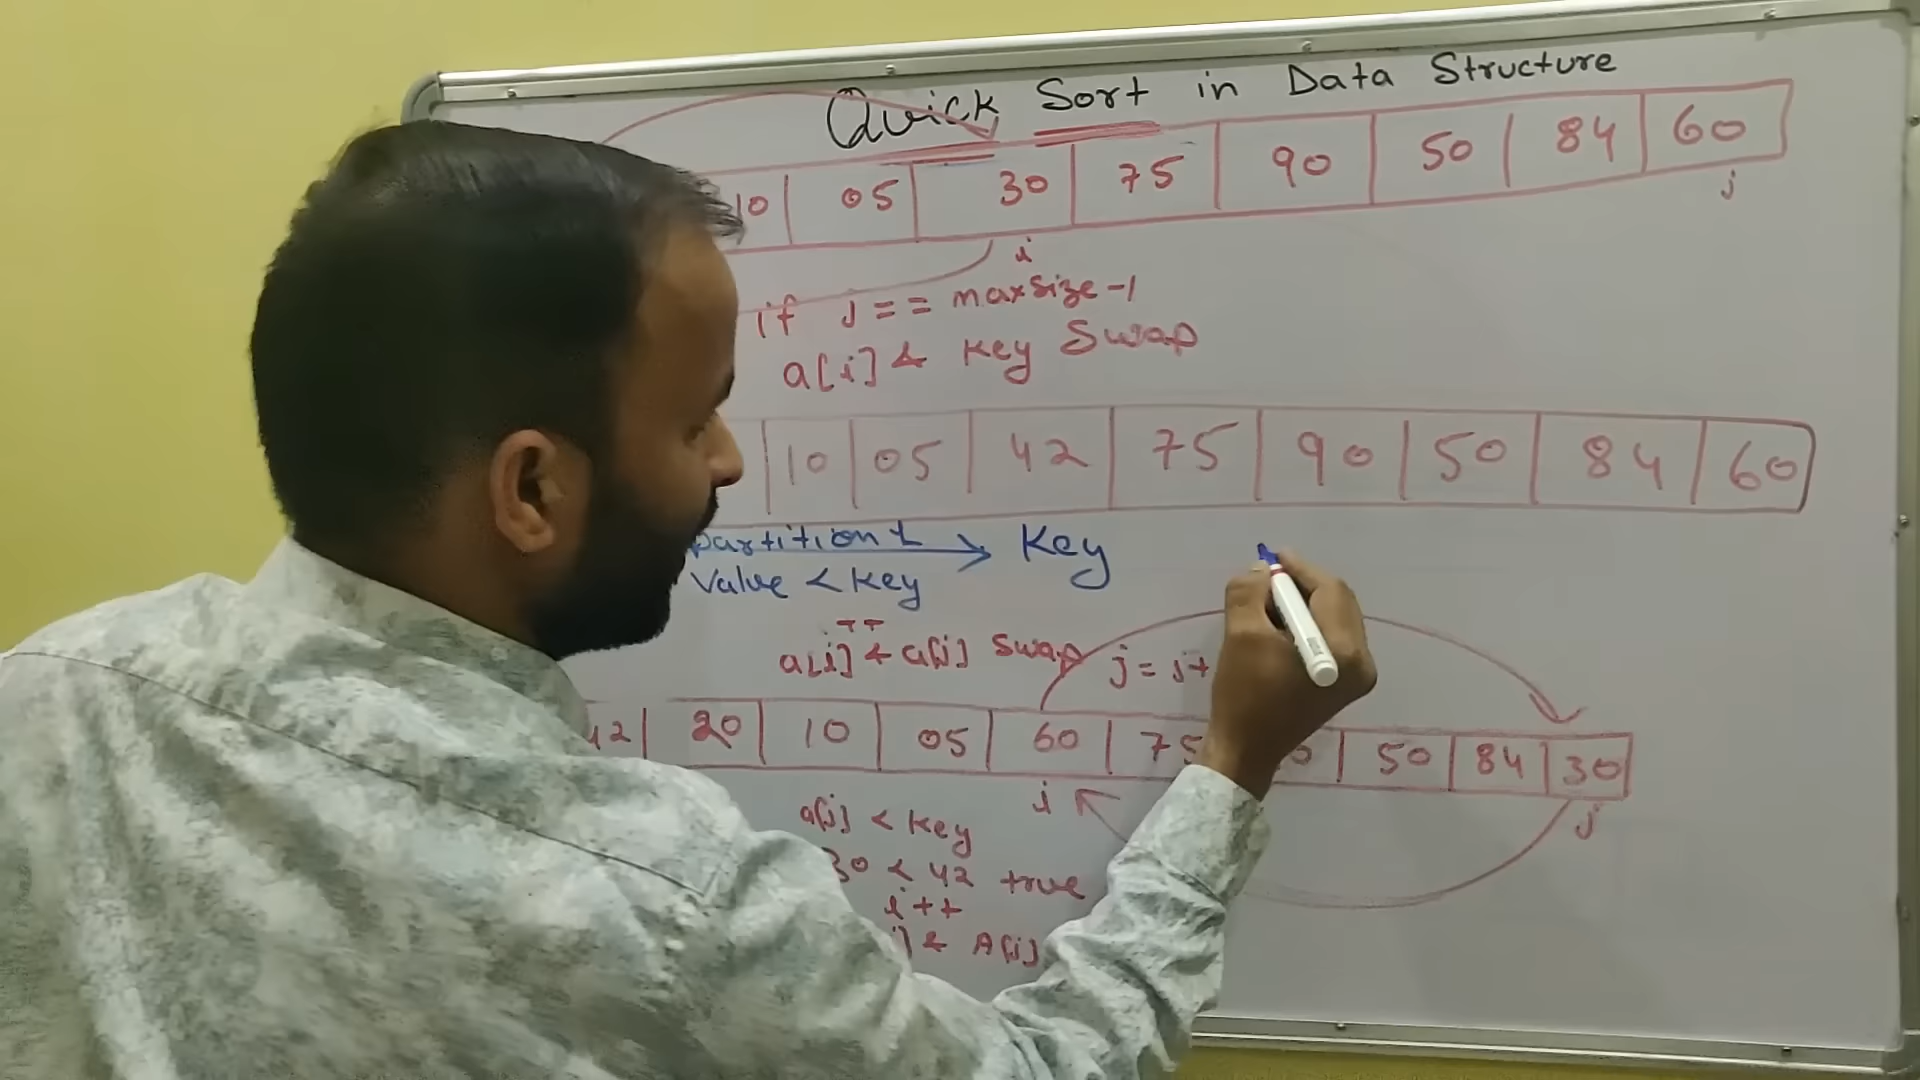 Quick Sort in Data Structure
10 05 30 75 90 50 84 60
i j
if j == maxsize-1
a[i] & key Swap
10 05 42 75 90 50 84 60
partition 1 Key
Value < key
++
a[i] & a[j] Swap j = j+
42 20 10 05 60 75 50 84 30
i j
a[j] < key
30 < 42 true
i++
] & A[j]